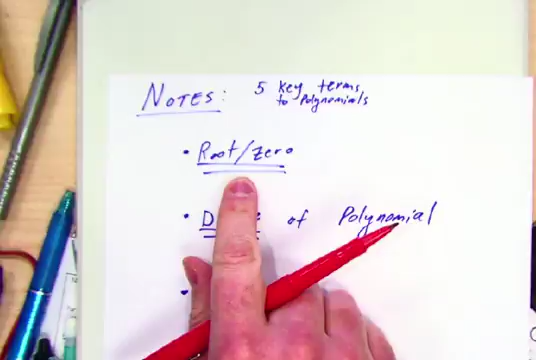 NOTES: 5 key terms
to Polynomials
• Root/zero
• of Polynomial
•